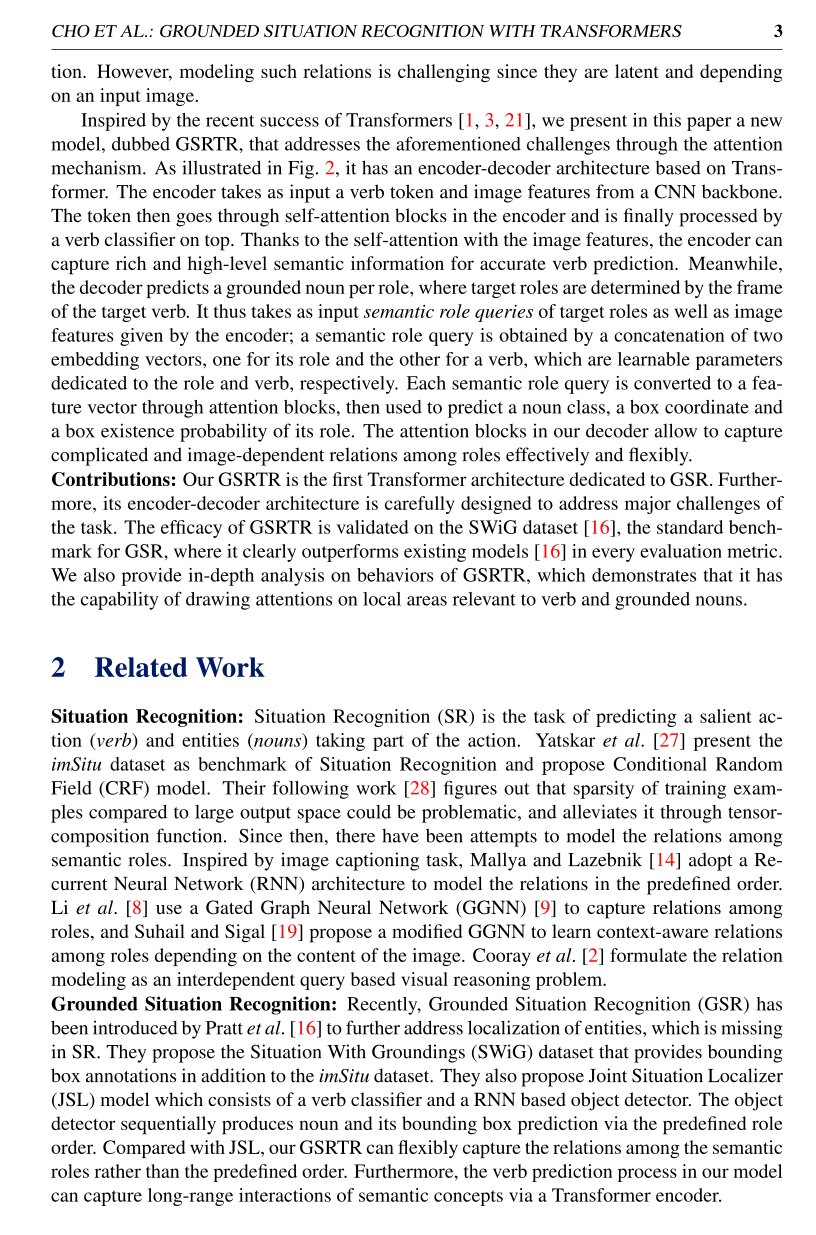 CHO ET AL.: GROUNDED SITUATION RECOGNITION WITH TRANSFORMERS 3
tion. However, modeling such relations is challenging since they are latent and depending
on an input image.
Inspired by the recent success of Transformers [1, 3, 21], we present in this paper a new
model, dubbed GSRTR, that addresses the aforementioned challenges through the attention
mechanism. As illustrated in Fig. 2, it has an encoder-decoder architecture based on Trans-
former. The encoder takes as input a verb token and image features from a CNN backbone.
The token then goes through self-attention blocks in the encoder and is finally processed by
a verb classifier on top. Thanks to the self-attention with the image features, the encoder can
capture rich and high-level semantic information for accurate verb prediction. Meanwhile,
the decoder predicts a grounded noun per role, where target roles are determined by the frame
of the target verb. It thus takes as input semantic role queries of target roles as well as image
features given by the encoder; a semantic role query is obtained by a concatenation of two
embedding vectors, one for its role and the other for a verb, which are learnable parameters
dedicated to the role and verb, respectively. Each semantic role query is converted to a fea-
ture vector through attention blocks, then used to predict a noun class, a box coordinate and
a box existence probability of its role. The attention blocks in our decoder allow to capture
complicated and image-dependent relations among roles effectively and flexibly.
Contributions: Our GSRTR is the first Transformer architecture dedicated to GSR. Further-
more, its encoder-decoder architecture is carefully designed to address major challenges of
the task. The efficacy of GSRTR is validated on the SWiG dataset [16], the standard bench-
mark for GSR, where it clearly outperforms existing models [16] in every evaluation metric.
We also provide in-depth analysis on behaviors of GSRTR, which demonstrates that it has
the capability of drawing attentions on local areas relevant to verb and grounded nouns.
2 Related Work
Situation Recognition: Situation Recognition (SR) is the task of predicting a salient ac-
tion (verb) and entities (nouns) taking part of the action. Yatskar et al. [27] present the
imSitu dataset as benchmark of Situation Recognition and propose Conditional Random
Field (CRF) model. Their following work [28] figures out that sparsity of training exam-
ples compared to large output space could be problematic, and alleviates it through tensor-
composition function. Since then, there have been attempts to model the relations among
semantic roles. Inspired by image captioning task, Mallya and Lazebnik [14] adopt a Re-
current Neural Network (RNN) architecture to model the relations in the predefined order.
Li et al. [8] use a Gated Graph Neural Network (GGNN) [9] to capture relations among
roles, and Suhail and Sigal [19] propose a modified GGNN to learn context-aware relations
among roles depending on the content of the image. Cooray et al. [2] formulate the relation
modeling as an interdependent query based visual reasoning problem.
Grounded Situation Recognition: Recently, Grounded Situation Recognition (GSR) has
been introduced by Pratt et al. [16] to further address localization of entities, which is missing
in SR. They propose the Situation With Groundings (SWiG) dataset that provides bounding
box annotations in addition to the imSitu dataset. They also propose Joint Situation Localizer
(JSL) model which consists of a verb classifier and a RNN based object detector. The object
detector sequentially produces noun and its bounding box prediction via the predefined role
order. Compared with JSL, our GSRTR can flexibly capture the relations among the semantic
roles rather than the predefined order. Furthermore, the verb prediction process in our model
can capture long-range interactions of semantic concepts via a Transformer encoder.